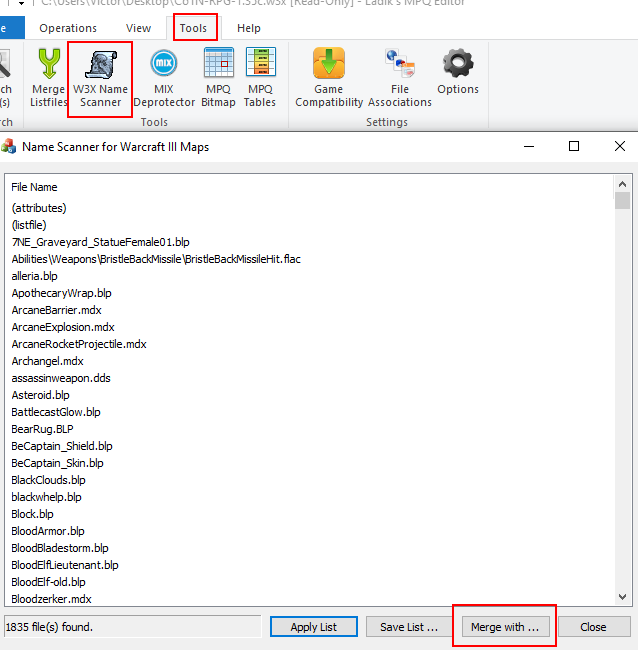 C:\Users\Victor\Desktop\CoTN-RPG-1.35c.w3x [Read-Only] - Ladik's MPQ Editor
Operations View Tools Help
Merge Listfiles
W3X Name Scanner
MIX Deprotector
MPQ Bitmap
MPQ Tables
Game Compatibility
File Associations
Options
Tools
Settings
Name Scanner for Warcraft III Maps
File Name
(attributes)
(listfile)
7NE_Graveyard_StatueFemale01.blp
Abilities\Weapons\BristleBackMissile\BristleBackMissileHit.flac
alleria.blp
ApothecaryWrap.blp
ArcaneBarrier.mdx
ArcaneExplosion.mdx
ArcaneRocketProjectile.mdx
Archangel.mdx
assassinweapon.dds
Asteroid.blp
BattlecastGlow.blp
BearRug.BLP
BeCaptain_Shield.blp
BeCaptain_Skin.blp
BlackClouds.blp
blackwhelp.blp
Block.blp
BloodArmor.blp
BloodBladestorm.blp
BloodElfLieutenant.blp
BloodElf-old.blp
Bloodzerker.mdx
1835 file(s) found.
Apply List
Save List ...
Merge with ...
Close